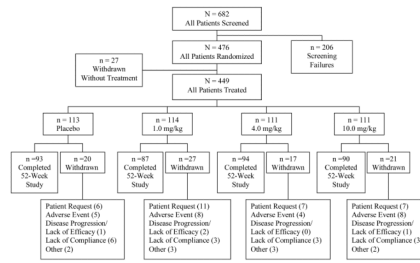 N = 682
All Patients Screened
N = 476
All Patients Randomized
n = 27
Withdrawn
Without Treatment
n = 206
Screening
Failures
N = 449
All Patients Treated
n = 113
Placebo
n = 114
1.0 mg/kg
n = 111
4.0 mg/kg
n = 111
10.0 mg/kg
n =93
Completed
52-Week
Study
n =20
Withdrawn
n =87
Completed
52-Week
Study
n =27
Withdrawn
n =94
Completed
52-Week
Study
n =17
Withdrawn
n =90
Completed
52-Week
Study
n =21
Withdrawn
Patient Request (6)
Adverse Event (5)
Disease Progression/
Lack of Efficacy (1)
Lack of Compliance (6)
Other (2)
Patient Request (11)
Adverse Event (8)
Disease Progression/
Lack of Efficacy (2)
Lack of Compliance (3)
Other (3)
Patient Request (7)
Adverse Event (4)
Disease Progression/
Lack of Efficacy (0)
Lack of Compliance (3)
Other (3)
Patient Request (7)
Adverse Event (8)
Disease Progression/
Lack of Efficacy (1)
Lack of Compliance (3)
Other (2)